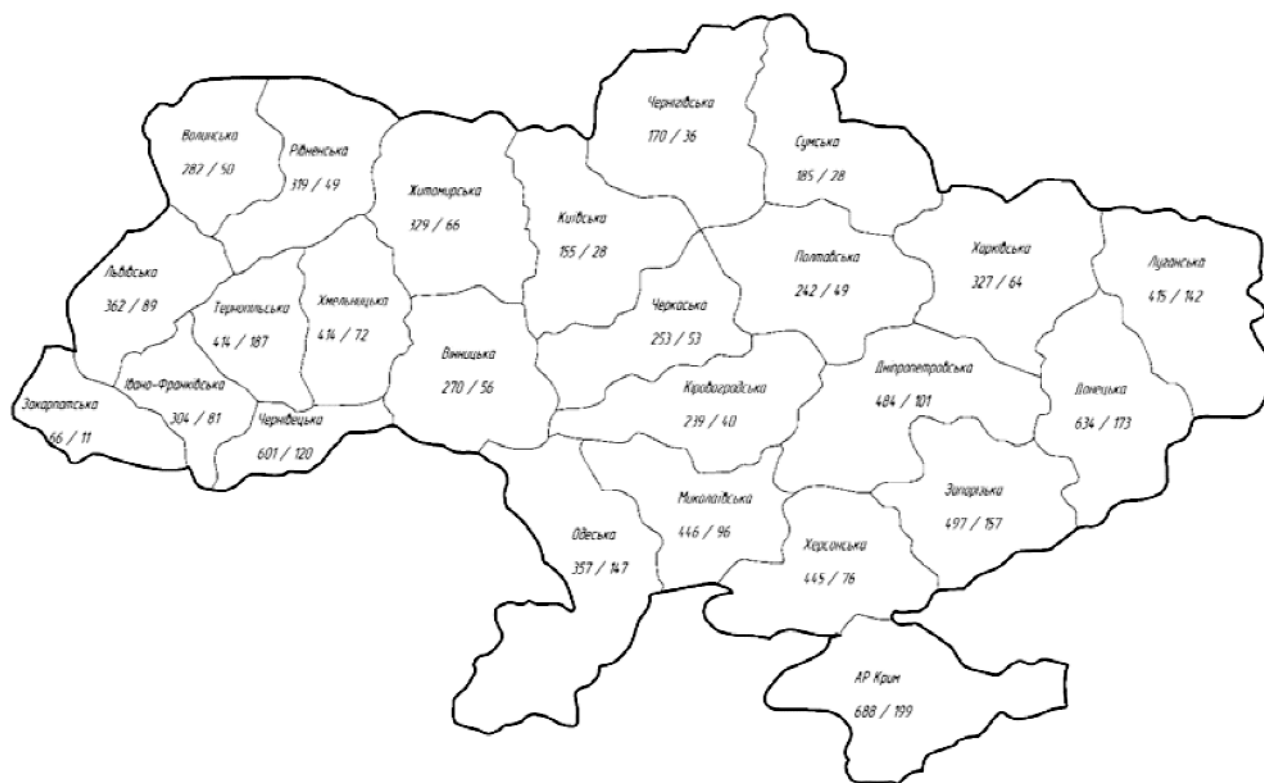 Чернігівська
170 / 36
Сумська
185 / 28
Волинська
282 / 50
Рівненська
319 / 49
Житомирська
329 / 66
Київська
155 / 28
Полтавська
242 / 49
Харківська
327 / 64
Луганська
415 / 142
Львівська
362 / 89
Тернопільська
414 / 187
Хмельницька
414 / 72
Черкаська
253 / 53
Вінницька
270 / 56
Кіровоградська
239 / 40
Дніпропетровська
484 / 101
Донецька
634 / 173
Івано-Франківська
304 / 81
Закарпатська
66 / 11
Чернівецька
601 / 120
Миколаївська
446 / 96
Запорізька
497 / 157
Одеська
357 / 147
Херсонська
445 / 76
АР Крим
688 / 199